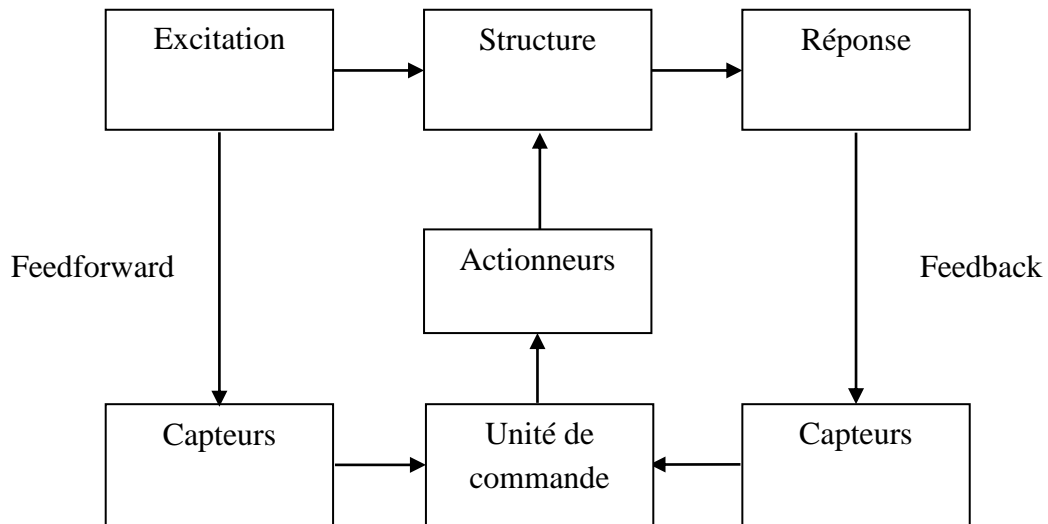 Excitation
Structure
Réponse
Feedforward
Actionneurs
Feedback
Capteurs
Unité de
commande
Capteurs